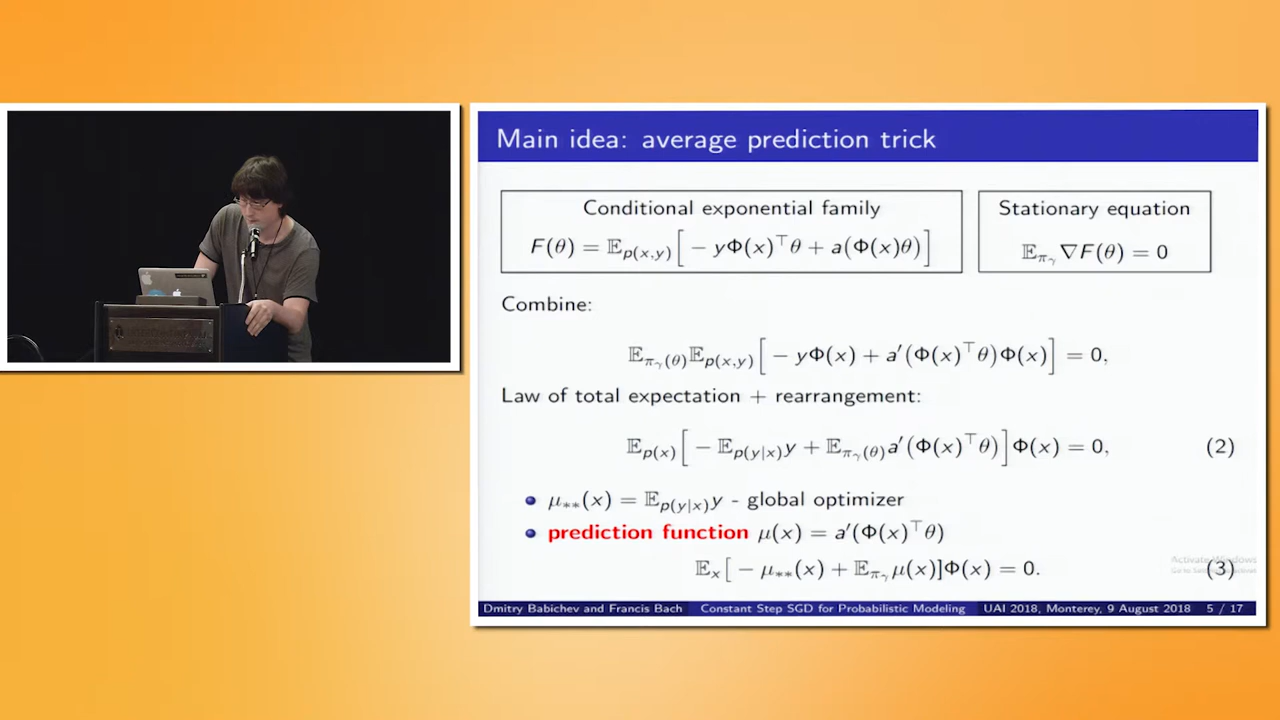 Main idea: average prediction trick
Conditional exponential family
F(θ) = 𝔼_{p(x,y)}[ − yΦ(x)^⊤θ + a(Φ(x)θ)]
Stationary equation
𝔼_{π_γ} ∇F(θ) = 0
Combine:
𝔼_{π_γ(θ)}𝔼_{p(x,y)}[ − yΦ(x) + a′(Φ(x)^⊤θ)Φ(x)] = 0,
Law of total expectation + rearrangement:
𝔼_{p(x)}[ − 𝔼_{p(y|x)}y + 𝔼_{π_γ(θ)}a′(Φ(x)^⊤θ)]Φ(x) = 0, (2)
μ_{**}(x) = 𝔼_{p(y|x)}y - global optimizer
prediction function μ(x) = a′(Φ(x)^⊤θ)
𝔼_x[ − μ_{**}(x) + 𝔼_{π_γ}μ(x)]Φ(x) = 0. (3)
Activate Windows
Dmitry Babichev and Francis Bach Constant Step SGD for Probabilistic Modeling UAI 2018, Monterey, 9 August 2018 5 / 17